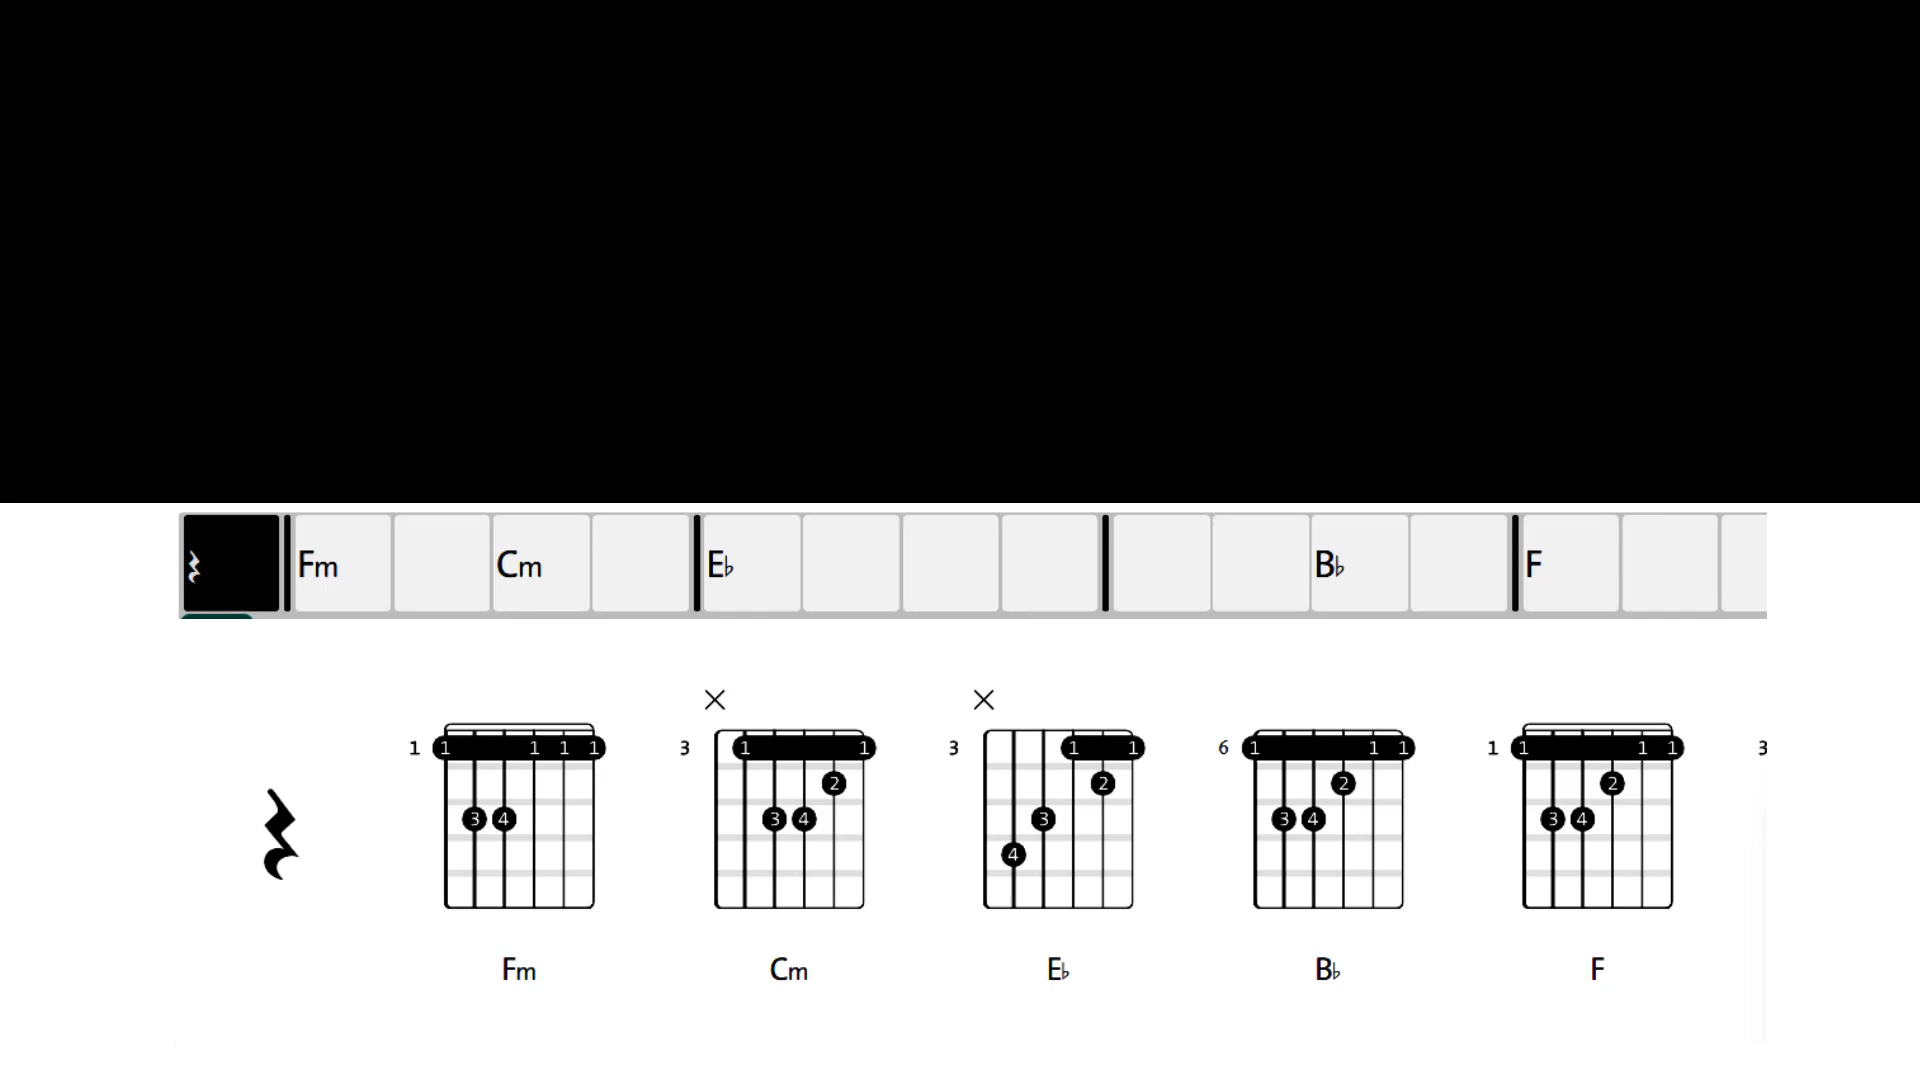 𝄽 Fm Cm E♭ B♭ F
× ×
1 1 1 1 1 3 1 1 3 1 1 6 1 1 1 1 1 1 1 3
2 2 2 2
3 4 3 4 3 3 4 3 4
4
𝄽
Fm Cm E♭ B♭ F